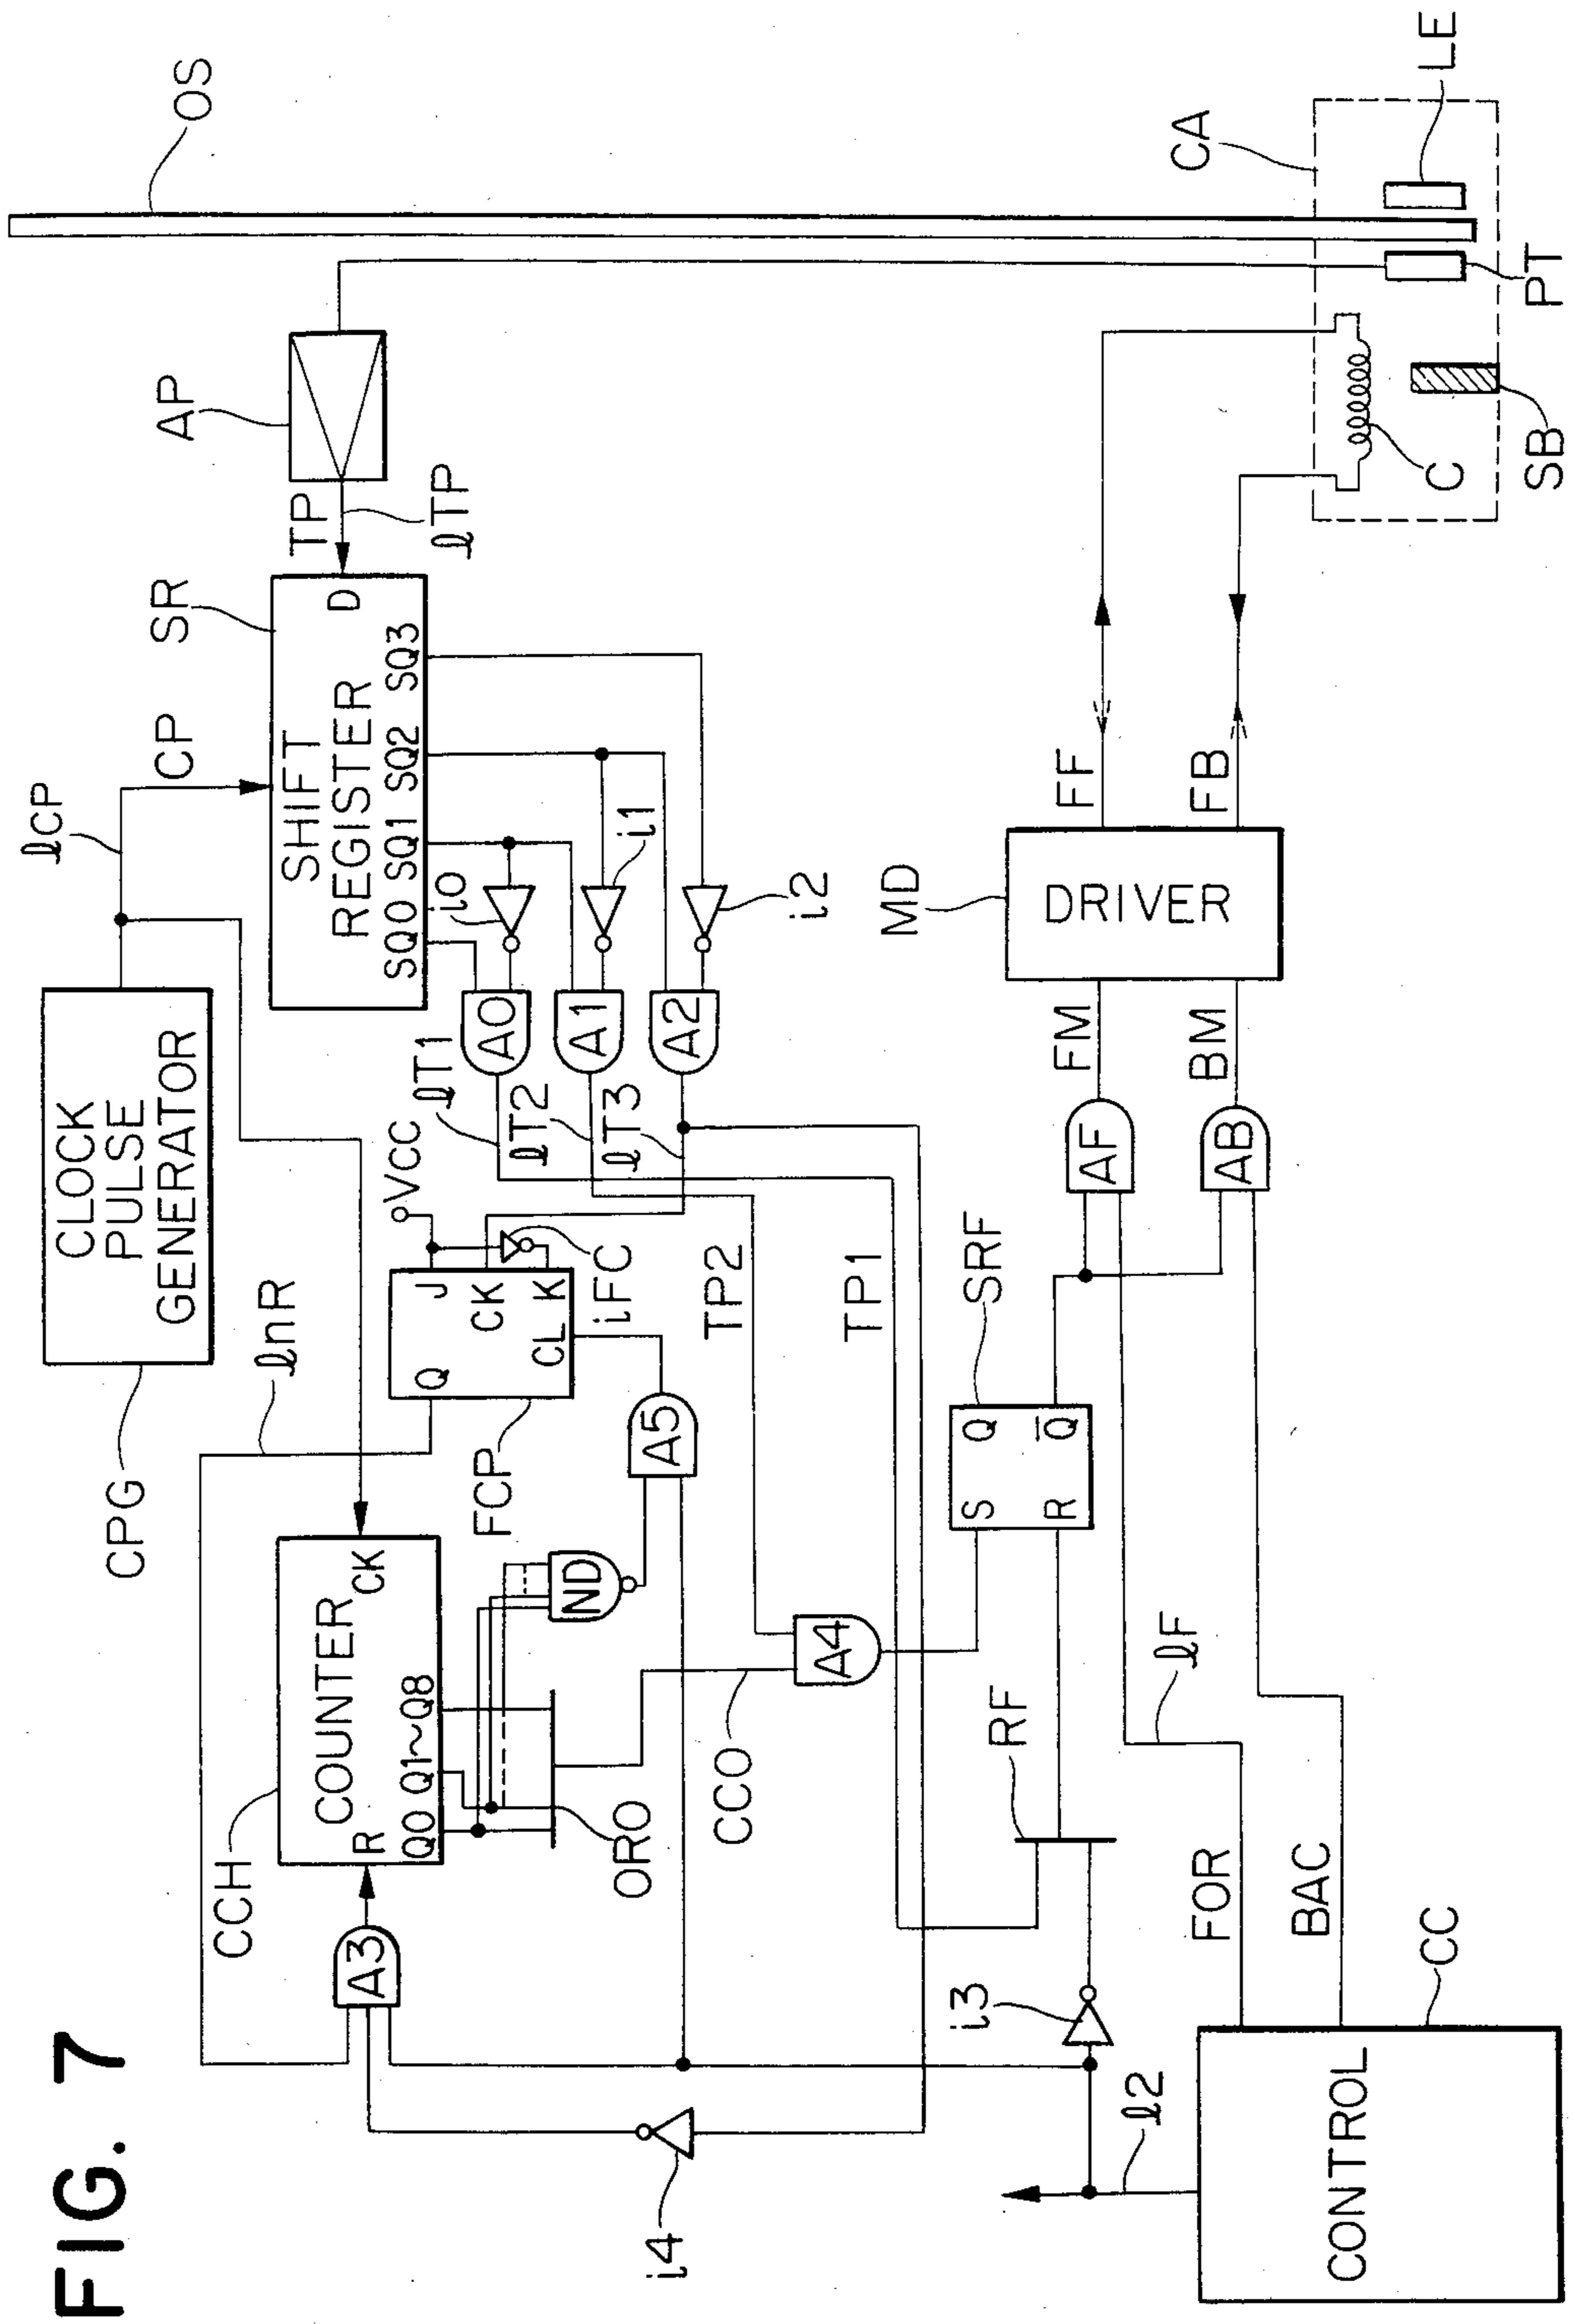 FIG. 7
CPG
CLOCK
PULSE
GENERATOR
ℓCP
CP
SR
SHIFT
REGISTER
D
SQ0
SQ1
SQ2
SQ3
TP
ℓTP
AP
OS
CA
LE
PT
SB
C
i0
i1
i2
A0
A1
A2
ℓT1
ℓT2
ℓT3
Vcc
J
CK
K
Q
CL
iFC
FCP
ℓnR
CCH
COUNTER
R
CK
Q0
Q1~Q8
A3
ND
A5
ORO
CCO
A4
TP2
TP1
SRF
S
Q
R
Q̅
RF
i3
i4
ℓ2
CONTROL
CC
FOR
BAC
ℓF
AF
AB
FM
BM
MD
DRIVER
FF
FB